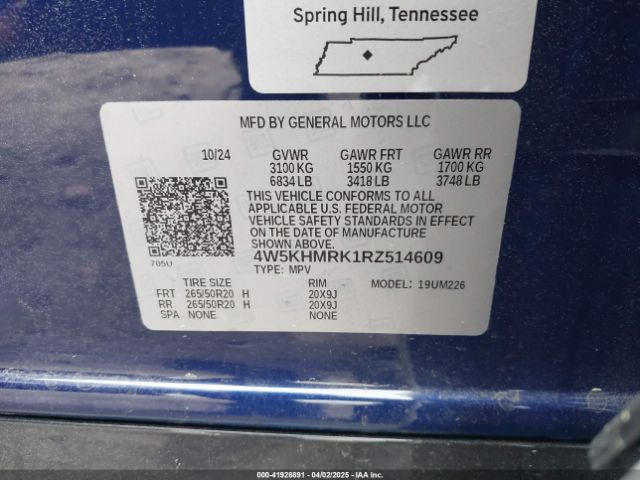 Spring Hill, Tennessee
MFD BY GENERAL MOTORS LLC
10/24 GVWR GAWR FRT GAWR RR
3100 KG 1550 KG 1700 KG
6834 LB 3418 LB 3748 LB
THIS VEHICLE CONFORMS TO ALL
APPLICABLE U.S. FEDERAL MOTOR
VEHICLE SAFETY STANDARDS IN EFFECT
ON THE DATE OF MANUFACTURE
SHOWN ABOVE.
705U
4W5KHMRK1RZ514609
TYPE: MPV
TIRE SIZE RIM MODEL: 19UM226
FRT 265/50R20 H 20X9J
RR 265/50R20 H 20X9J
SPA NONE NONE
000-41928891 - 04/02/2025 - IAA, Inc.